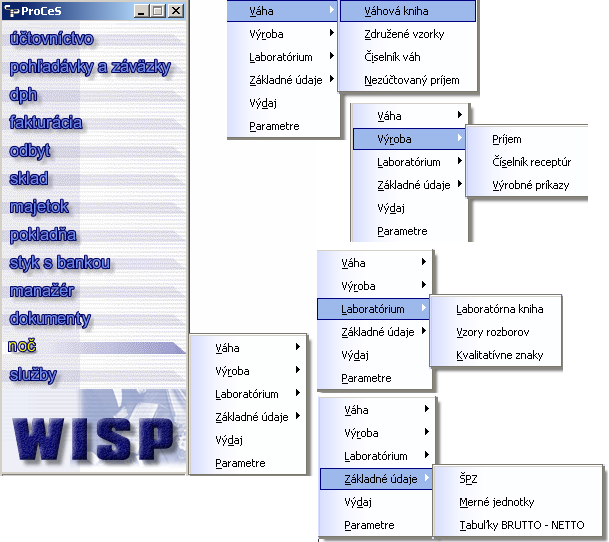 ProCeS
účtovníctvo
pohľadávky a záväzky
dph
fakturácia
odbyt
sklad
majetok
pokladňa
styk s bankou
manažér
dokumenty
noč
služby
WISP
Váha
Výroba
Laboratórium
Základné údaje
Výdaj
Parametre
Váha
Výroba
Laboratórium
Základné údaje
Výdaj
Parametre
Váhová kniha
Združené vzorky
Číselník váh
Nezúčtovaný príjem
Váha
Výroba
Laboratórium
Základné údaje
Výdaj
Parametre
Príjem
Číselník receptúr
Výrobné príkazy
Váha
Výroba
Laboratórium
Základné údaje
Výdaj
Parametre
Laboratórna kniha
Vzory rozborov
Kvalitatívne znaky
Váha
Výroba
Laboratórium
Základné údaje
Výdaj
Parametre
ŠPZ
Merné jednotky
Tabuľky BRUTTO - NETTO